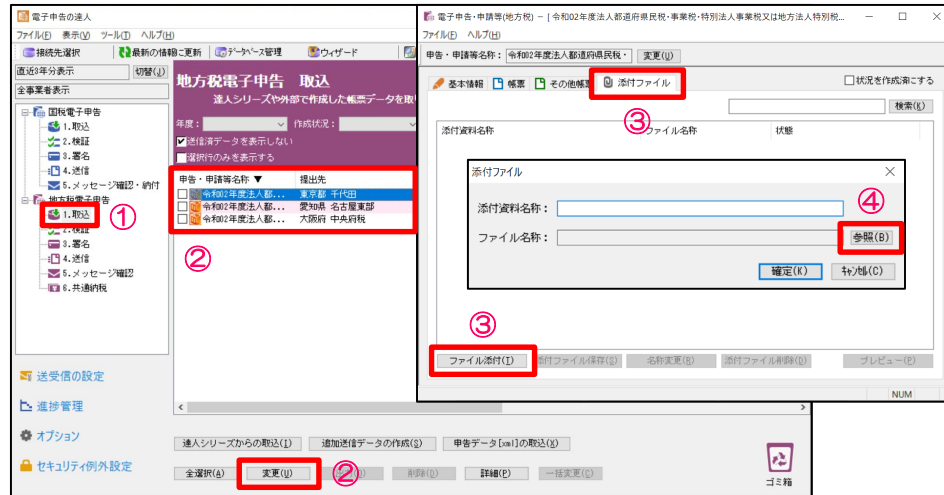 電子申告の達人
ファイル(F) 表示(V) ツール(T) ヘルプ(H)
接続先選択 最新の情報に更新 データベース管理 ウィザード
直近3年分表示 切替(J)
全事業者表示
国税電子申告
1.取込
2.検証
3.署名
4.送信
5.メッセージ確認・納付
地方税電子申告
1.取込
2.検証
3.署名
4.送信
5.メッセージ確認
6.共通納税
①
送受信の設定
進捗管理
オプション
セキュリティ例外設定
地方税電子申告 取込
達人シリーズや外部で作成した帳票データを取
年度: 作成状況:
送信済データを表示しない
選択行のみを表示する
申告・申請等名称 ▼ 提出先
令和02年度法人都... 東京都 千代田
令和02年度法人都... 愛知県 名古屋東部
令和02年度法人都... 大阪府 中央府税
②
達人シリーズからの取込(I) 追加送信データの作成(S) 申告データ[xml]の取込(X)
全選択(A) 変更(U) ② 削除(D) 詳細(P) 一括変更(C)
ごミ箱
電子申告・申請等(地方税) - [令和02年度法人都道府県民税・事業税・特別法人事業税又は地方法人特別税...
ファイル(F) ヘルプ(H)
申告・申請等名称: 令和02年度法人都道府県民税・ 変更(U)
基本情報 帳票 その他帳票 添付ファイル 状況を作成済にする
③
検索(K)
添付資料名称 ファイル名称 状態
添付ファイル
添付資料名称:
④
ファイル名称: 参照(B)
確定(K) キャンセル(C)
③
ファイル添付(T) 添付ファイル保存(S) 名称変更(R) 添付ファイル削除(D) プレビュー(P)
NUM